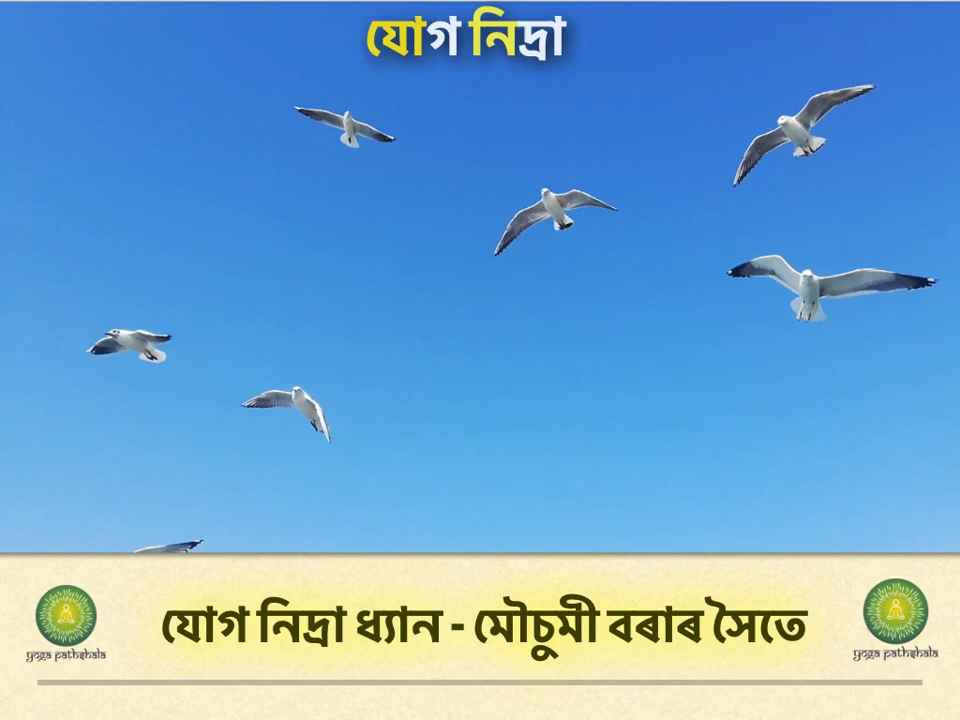 যোগ নিদ্ৰা
যোগ নিদ্ৰা ধ্যান - মৌচুমী বৰাৰ সৈতে
yoga pathshala
yoga pathshala